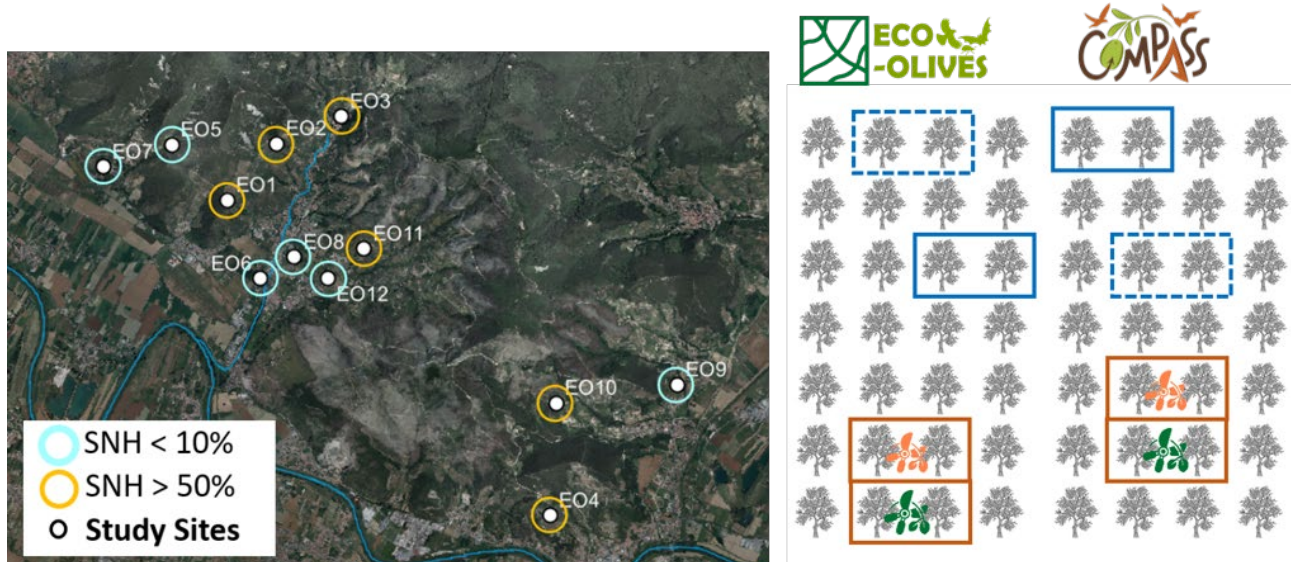 ECO
-OLIVES
COMPASS
EO3
EO5
EO2
EO7
EO1
EO8
EO11
EO6
EO12
EO10
EO9
EO4
SNH < 10%
SNH > 50%
Study Sites